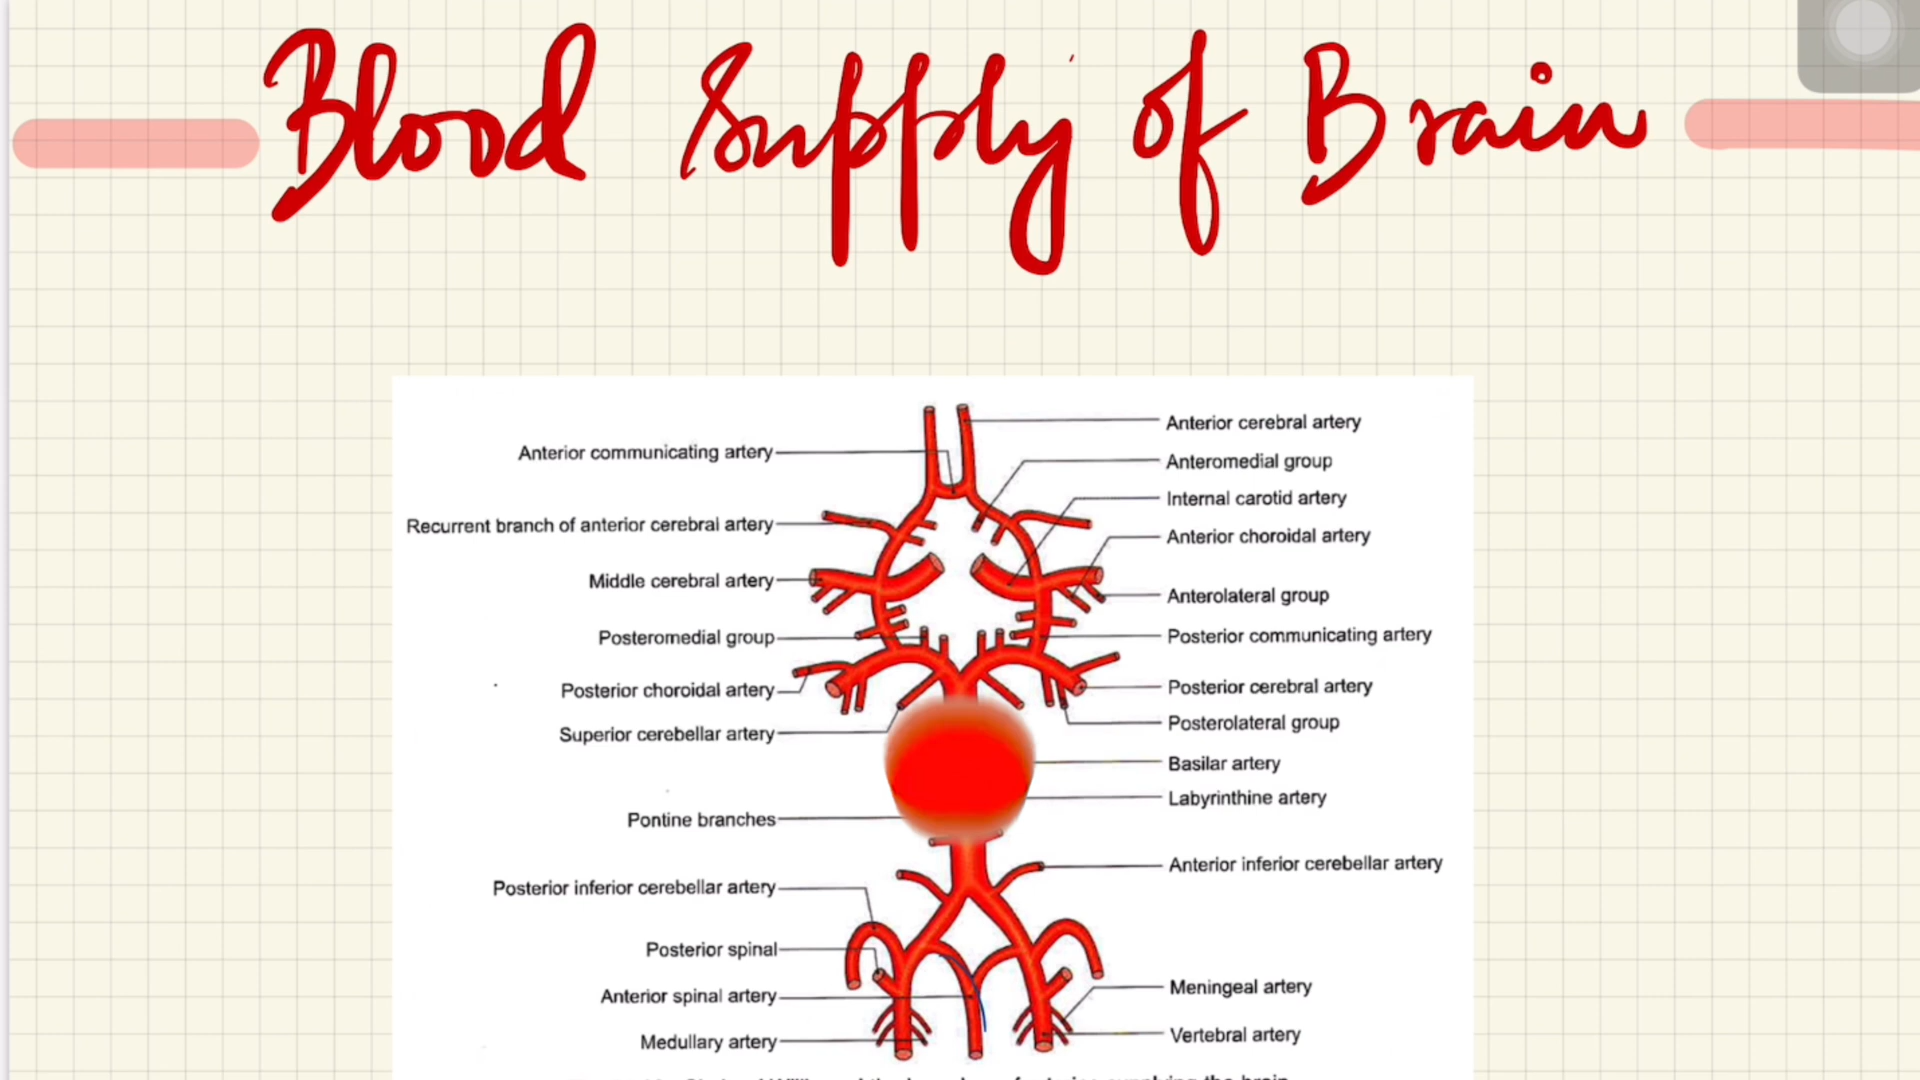 Blood Supply of Brain
Anterior cerebral artery
Anterior communicating artery
Anteromedial group
Internal carotid artery
Recurrent branch of anterior cerebral artery
Anterior choroidal artery
Middle cerebral artery
Anterolateral group
Posteromedial group
Posterior communicating artery
Posterior choroidal artery
Posterior cerebral artery
Posterolateral group
Superior cerebellar artery
Basilar artery
Labyrinthine artery
Pontine branches
Anterior inferior cerebellar artery
Posterior inferior cerebellar artery
Posterior spinal
Anterior spinal artery
Meningeal artery
Medullary artery
Vertebral artery